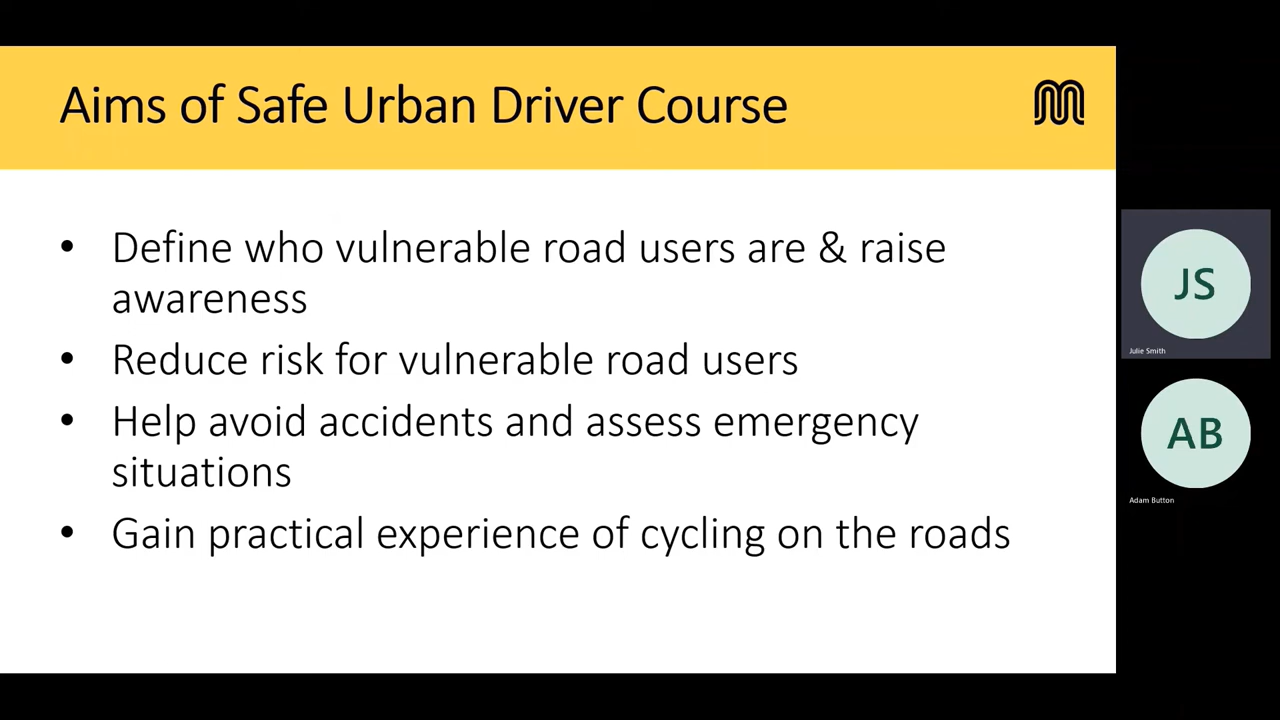 Aims of Safe Urban Driver Course
• Define who vulnerable road users are & raise
awareness
• Reduce risk for vulnerable road users
• Help avoid accidents and assess emergency
situations
• Gain practical experience of cycling on the roads
JS
Julie Smith
AB
Adam Button